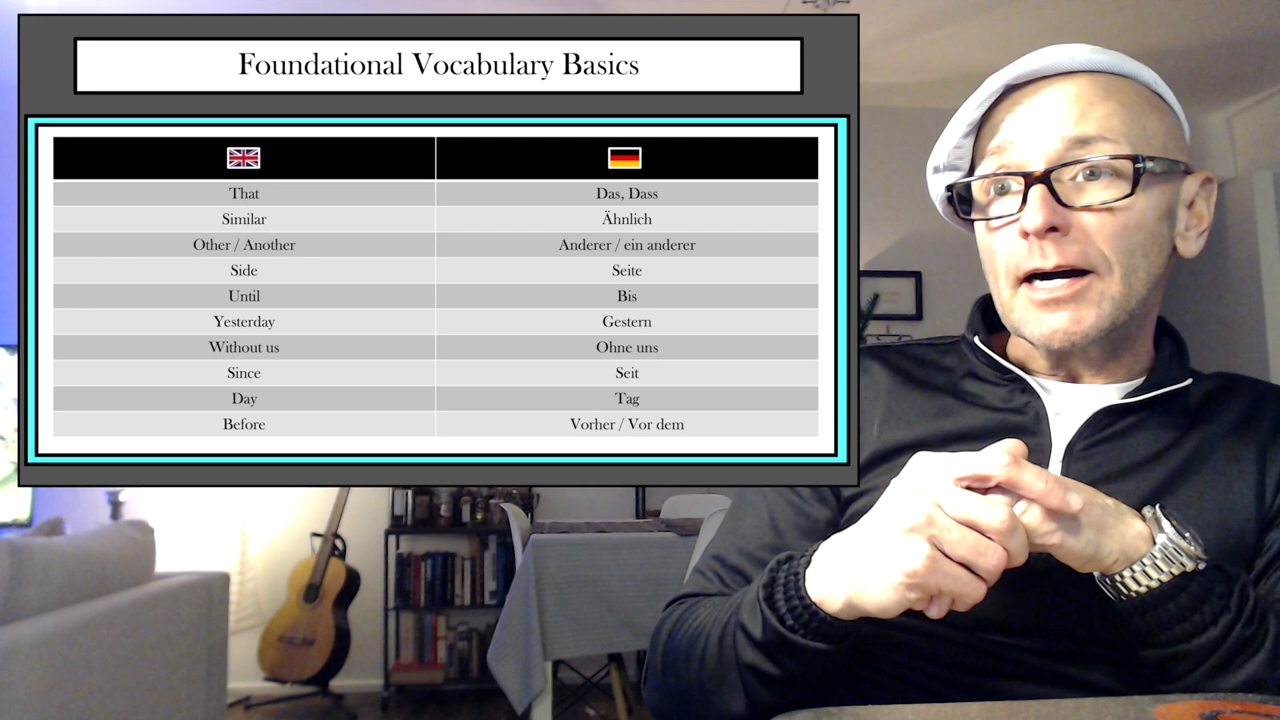 Foundational Vocabulary Basics
That Das, Dass
Similar Ähnlich
Other / Another Anderer / ein anderer
Side Seite
Until Bis
Yesterday Gestern
Without us Ohne uns
Since Seit
Day Tag
Before Vorher / Vor dem